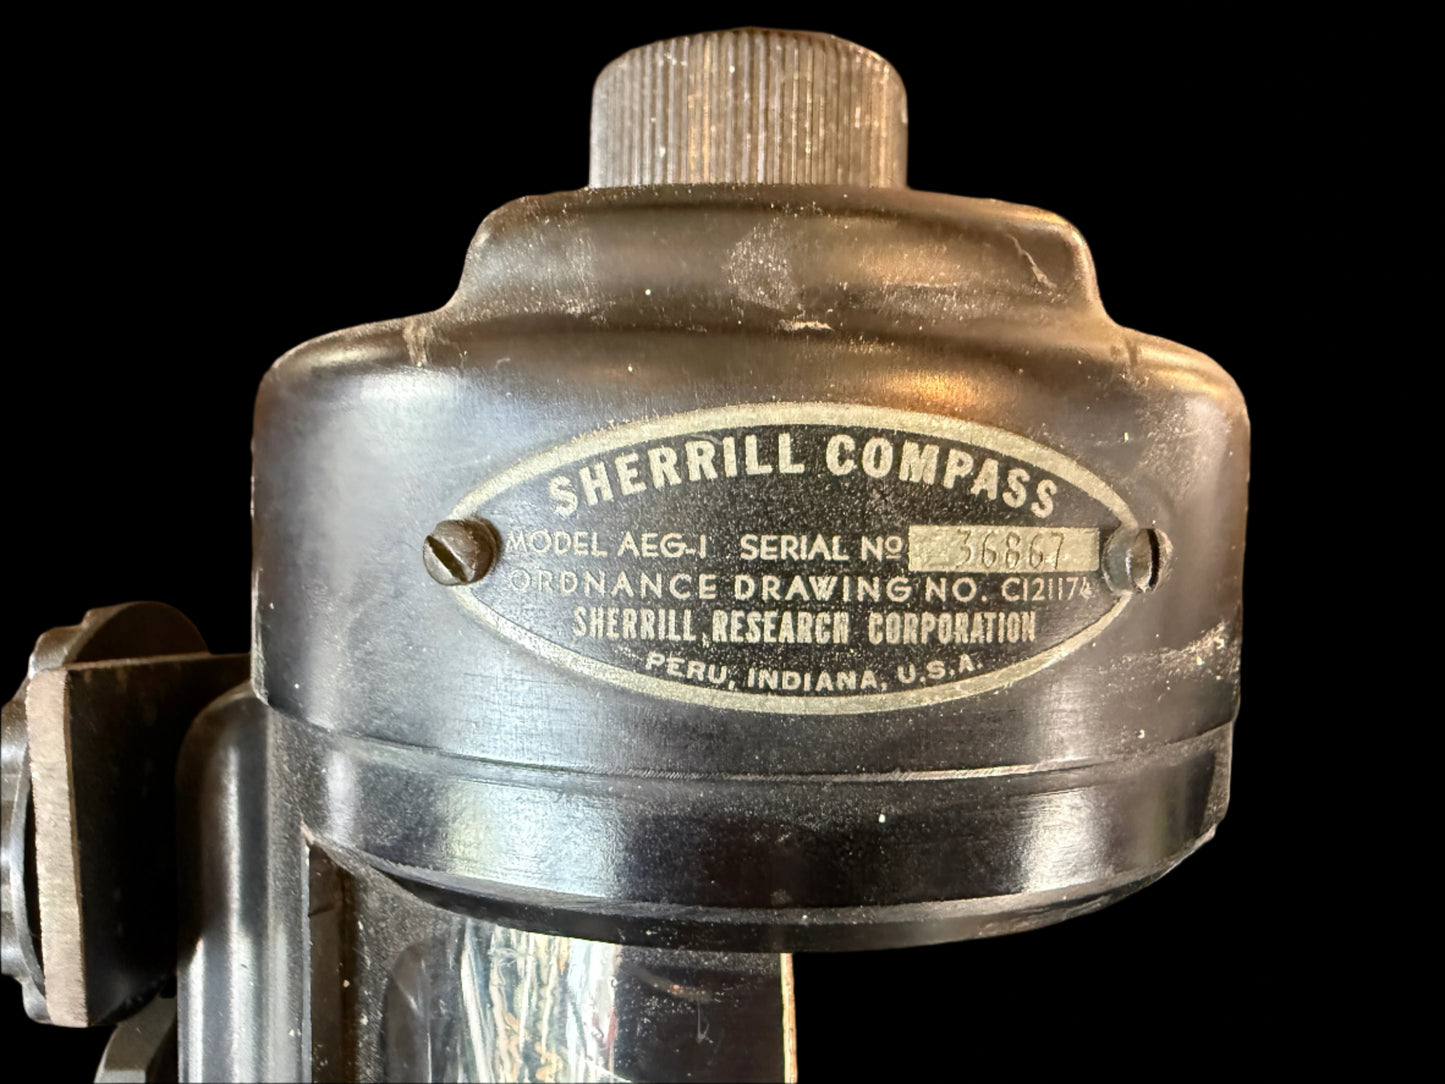 SHERRILL COMPASS
MODEL AEG-1 SERIAL Nº 36867
ORDNANCE DRAWING NO. C121174
SHERRILL RESEARCH CORPORATION
PERU, INDIANA, U.S.A.